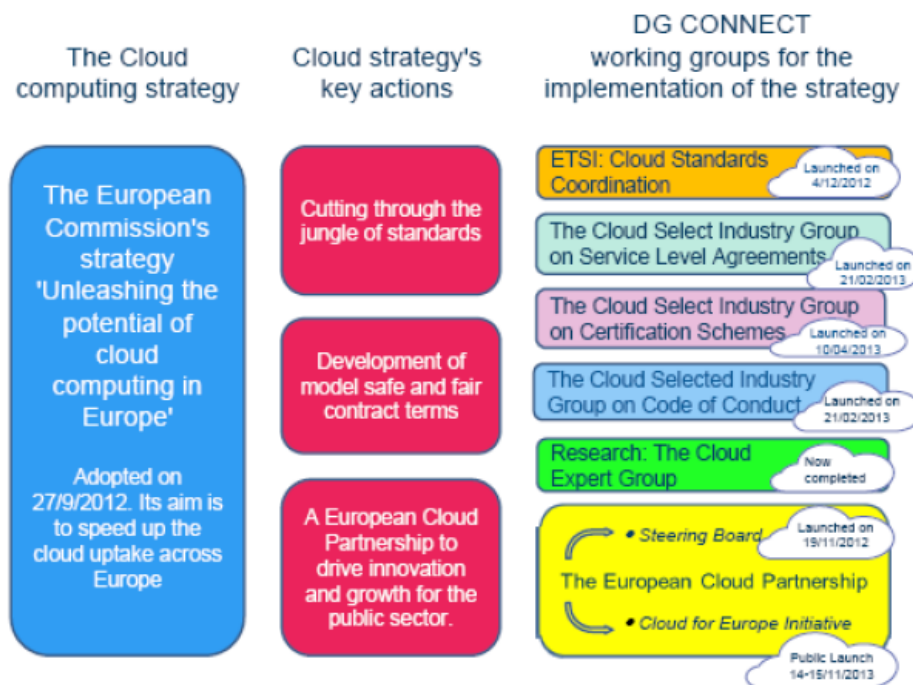 The Cloud
computing strategy
Cloud strategy's
key actions
DG CONNECT
working groups for the
implementation of the strategy
The European
Commission's
strategy
'Unleashing the
potential of
cloud
computing in
Europe'
Adopted on
27/9/2012. Its aim is
to speed up the
cloud uptake across
Europe
Cutting through the
jungle of standards
Development of
model safe and fair
contract terms
A European Cloud
Partnership to
drive innovation
and growth for the
public sector.
ETSI: Cloud Standards
Coordination
Launched on
4/12/2012
The Cloud Select Industry Group
on Service Level Agreements
Launched on
21/02/2013
The Cloud Select Industry Group
on Certification Schemes
Launched on
10/04/2013
The Cloud Selected Industry
Group on Code of Conduct
Launched on
21/02/2013
Research: The Cloud
Expert Group
Now
completed
• Steering Board
Launched on
19/11/2012
The European Cloud Partnership
• Cloud for Europe Initiative
Public Launch
14-15/11/2013